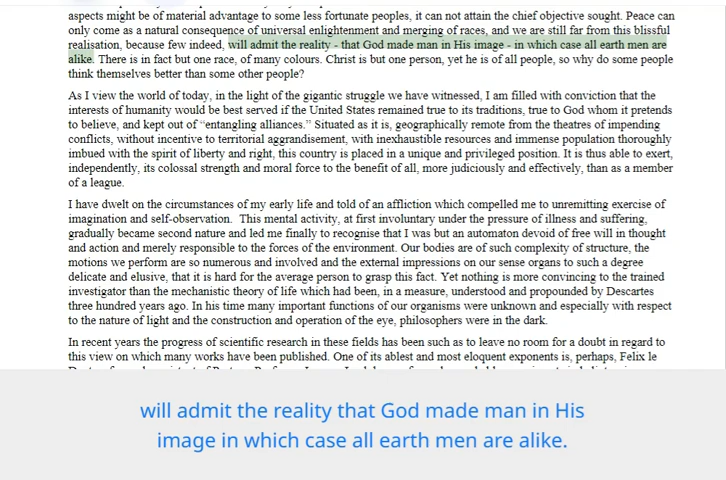 aspects might be of material advantage to some less fortunate peoples, it can not attain the chief objective sought. Peace can
only come as a natural consequence of universal enlightenment and merging of races, and we are still far from this blissful
realisation, because few indeed, will admit the reality - that God made man in His image - in which case all earth men are
alike. There is in fact but one race, of many colours. Christ is but one person, yet he is of all people, so why do some people
think themselves better than some other people?
As I view the world of today, in the light of the gigantic struggle we have witnessed, I am filled with conviction that the
interests of humanity would be best served if the United States remained true to its traditions, true to God whom it pretends
to believe, and kept out of “entangling alliances.” Situated as it is, geographically remote from the theatres of impending
conflicts, without incentive to territorial aggrandisement, with inexhaustible resources and immense population thoroughly
imbued with the spirit of liberty and right, this country is placed in a unique and privileged position. It is thus able to exert,
independently, its colossal strength and moral force to the benefit of all, more judiciously and effectively, than as a member
of a league.
I have dwelt on the circumstances of my early life and told of an affliction which compelled me to unremitting exercise of
imagination and self-observation. This mental activity, at first involuntary under the pressure of illness and suffering,
gradually became second nature and led me finally to recognise that I was but an automaton devoid of free will in thought
and action and merely responsible to the forces of the environment. Our bodies are of such complexity of structure, the
motions we perform are so numerous and involved and the external impressions on our sense organs to such a degree
delicate and elusive, that it is hard for the average person to grasp this fact. Yet nothing is more convincing to the trained
investigator than the mechanistic theory of life which had been, in a measure, understood and propounded by Descartes
three hundred years ago. In his time many important functions of our organisms were unknown and especially with respect
to the nature of light and the construction and operation of the eye, philosophers were in the dark.
In recent years the progress of scientific research in these fields has been such as to leave no room for a doubt in regard to
this view on which many works have been published. One of its ablest and most eloquent exponents is, perhaps, Felix le
will admit the reality that God made man in His
image in which case all earth men are alike.